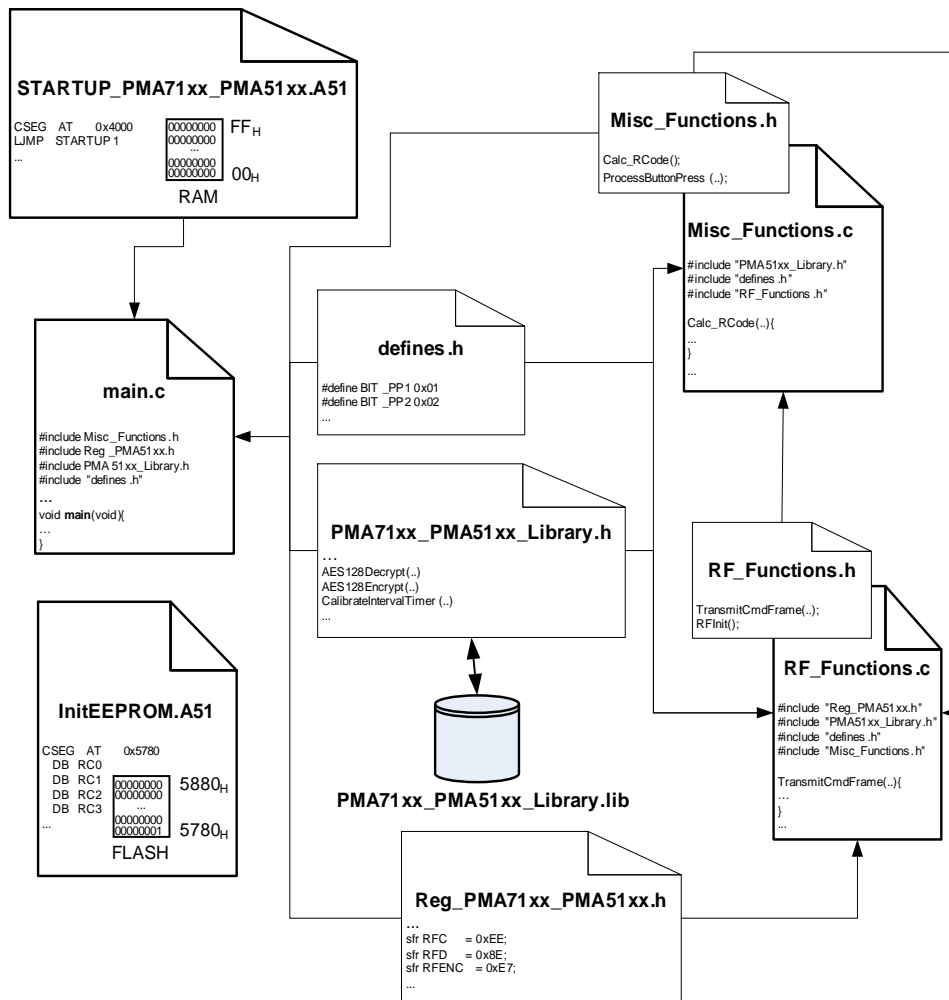 STARTUP_PMA71xx_PMA51xx.A51
CSEG AT 0x4000
LJMP STARTUP1
...
00000000
00000000
...
00000000
00000000
FFH
00H
RAM
main.c
#include Misc_Functions.h
#include Reg_PMA51xx.h
#include PMA51xx_Library.h
#include "defines.h"
...
void main(void){
...
}
InitEEPROM.A51
CSEG AT 0x5780
DB RC0
DB RC1
DB RC2
DB RC3
...
00000000
00000000
...
00000000
00000001
5880H
5780H
FLASH
defines.h
#define BIT_PP1 0x01
#define BIT_PP2 0x02
...
PMA71xx_PMA51xx_Library.h
...
AES128Decrypt(..)
AES128Encrypt(..)
CalibrateIntervalTimer(..)
...
PMA71xx_PMA51xx_Library.lib
Reg_PMA71xx_PMA51xx.h
...
sfr RFC = 0xEE;
sfr RFD = 0x8E;
sfr RFENC = 0xE7;
...
Misc_Functions.h
Calc_RCode();
ProcessButtonPress(..);
Misc_Functions.c
#include "PMA51xx_Library.h"
#include "defines.h"
#include "RF_Functions.h"
Calc_RCode(..){
...
}
...
RF_Functions.h
TransmitCmdFrame(..);
RFInit();
RF_Functions.c
#include "Reg_PMA51xx.h"
#include "PMA51xx_Library.h"
#include "defines.h"
#include "Misc_Functions.h"
TransmitCmdFrame(..){
...
}
...